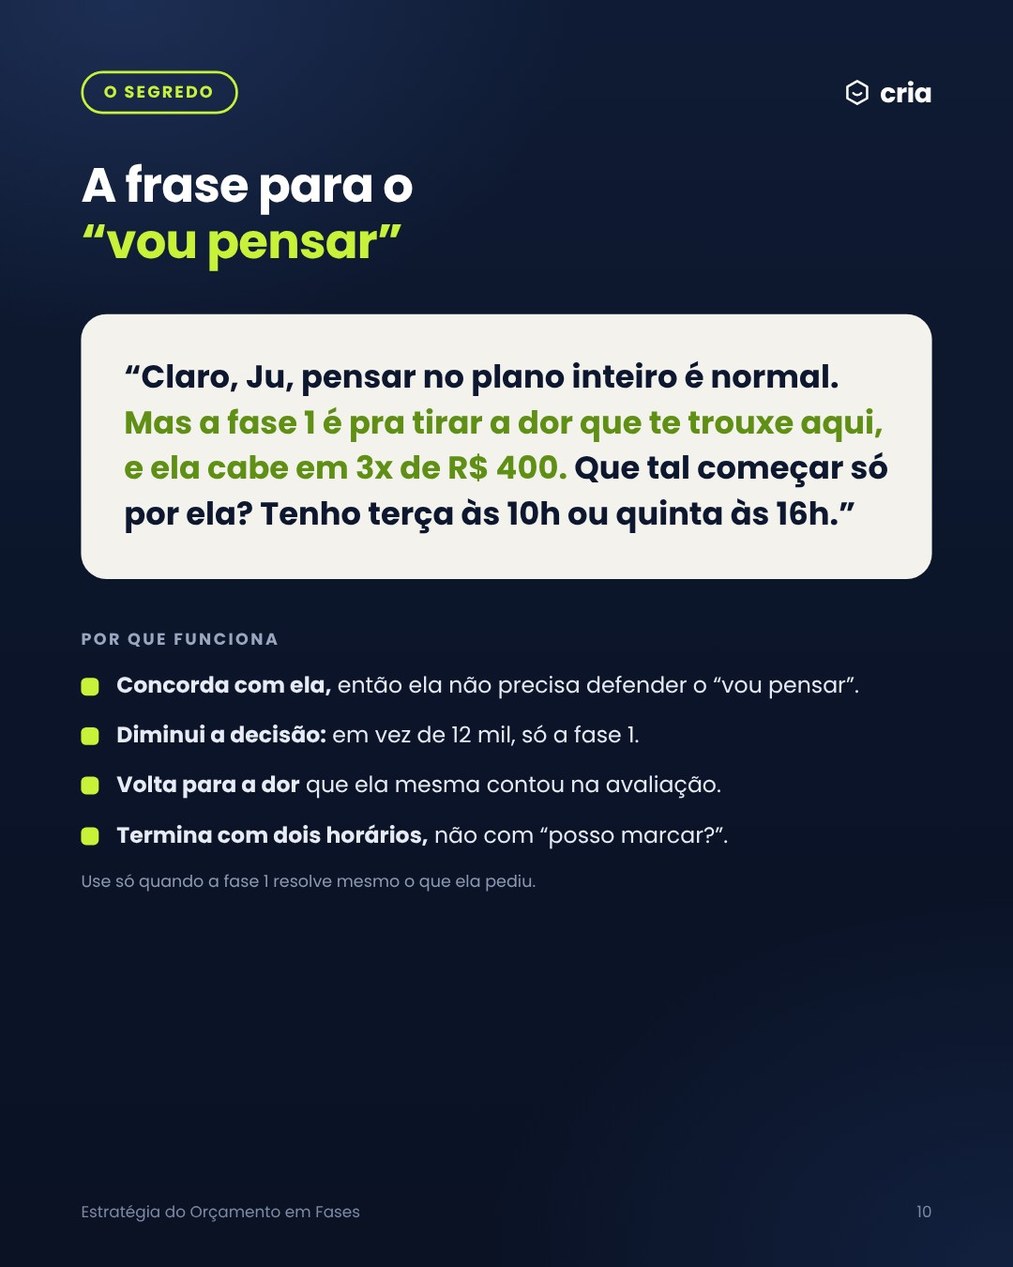 O SEGREDO
cria
A frase para o
“vou pensar”
“Claro, Ju, pensar no plano inteiro é normal.
Mas a fase 1 é pra tirar a dor que te trouxe aqui,
e ela cabe em 3x de R$ 400. Que tal começar só
por ela? Tenho terça às 10h ou quinta às 16h.”
POR QUE FUNCIONA
Concorda com ela, então ela não precisa defender o “vou pensar”.
Diminui a decisão: em vez de 12 mil, só a fase 1.
Volta para a dor que ela mesma contou na avaliação.
Termina com dois horários, não com “posso marcar?”.
Use só quando a fase 1 resolve mesmo o que ela pediu.
Estratégia do Orçamento em Fases
10